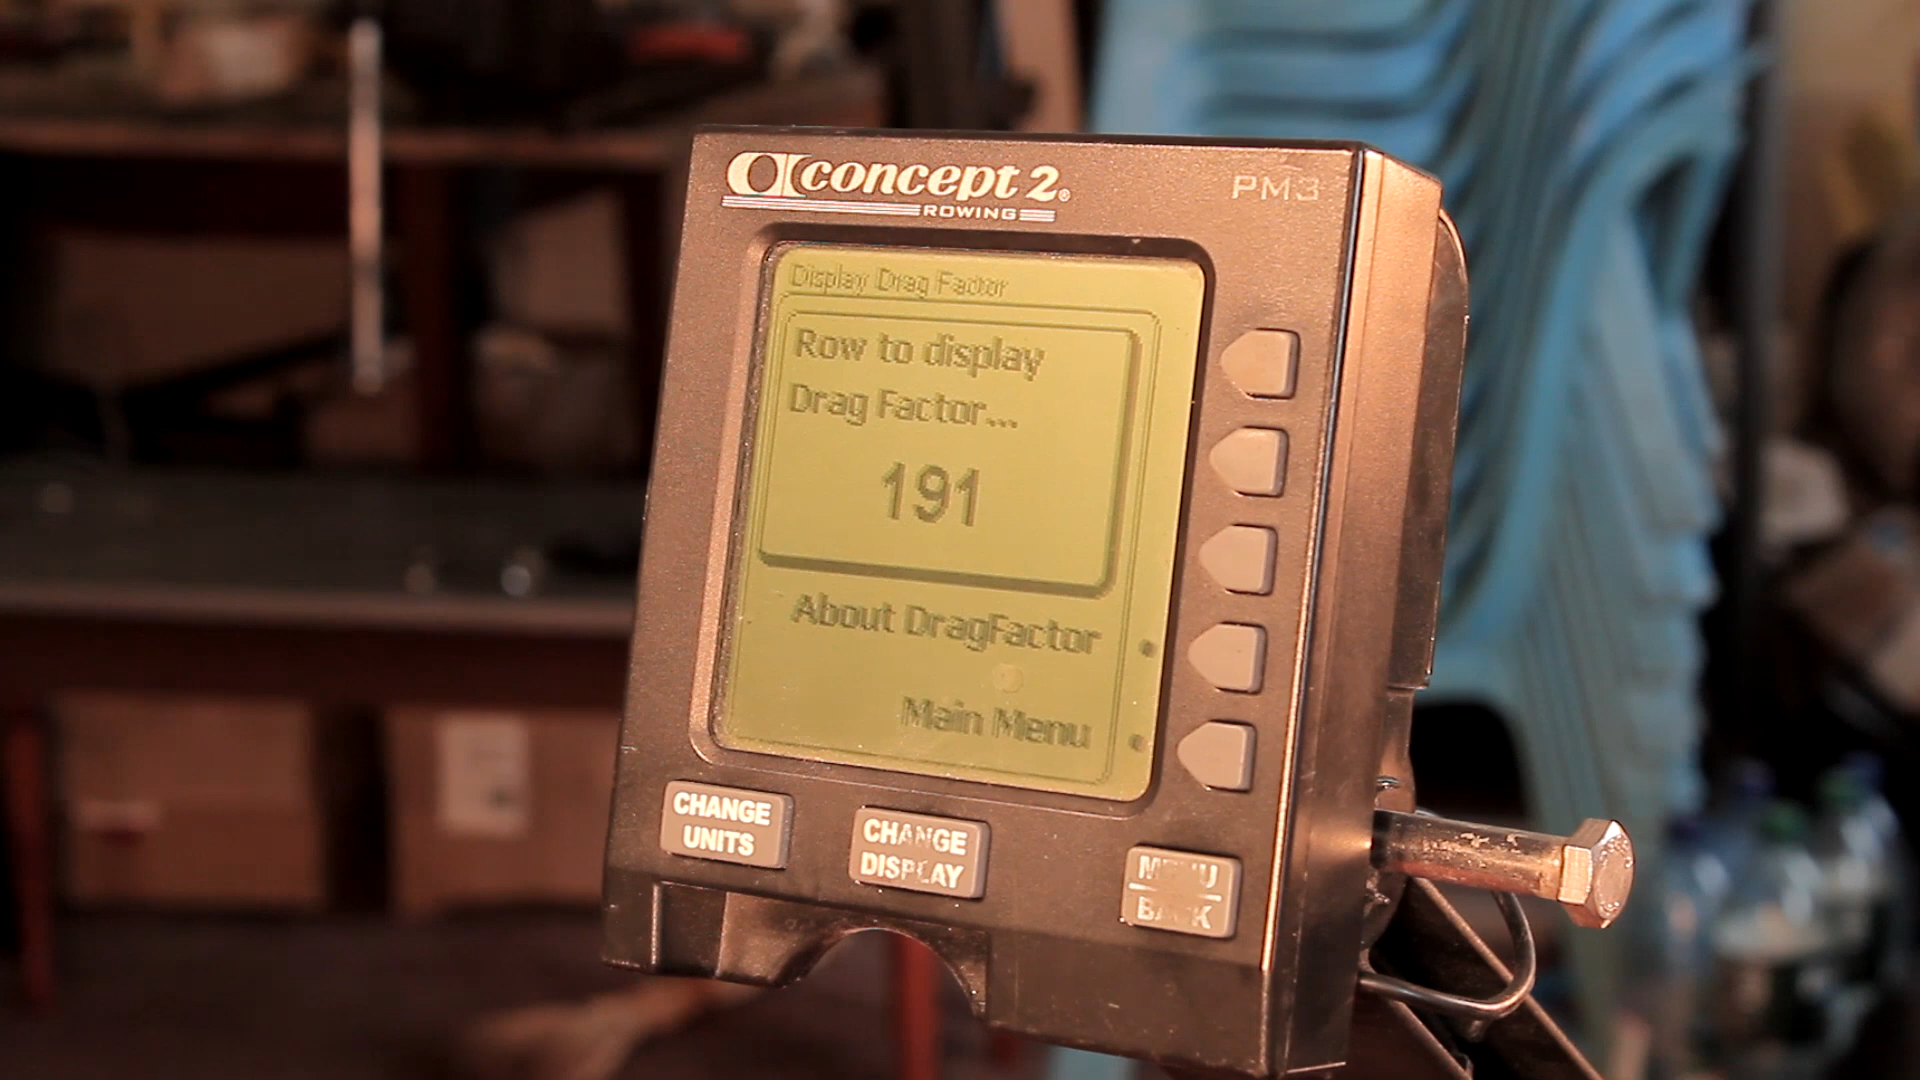 concept 2®
ROWING
PM3
Display Drag Factor
Row to display
Drag Factor...
191
About DragFactor
Main Menu
CHANGE
UNITS
CHANGE
DISPLAY
MENU
BACK